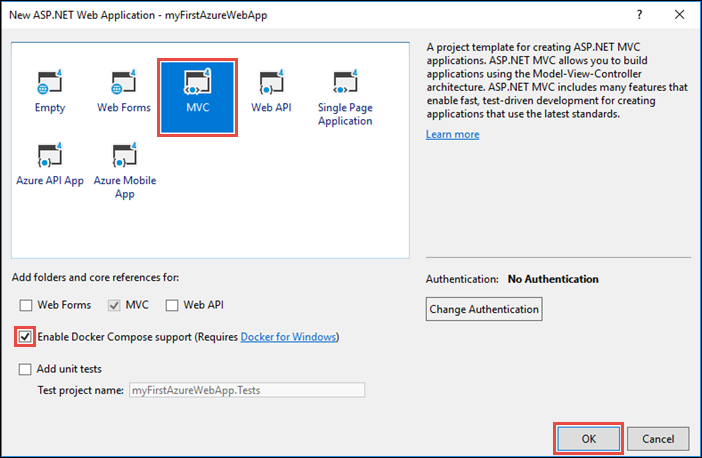 New ASP.NET Web Application - myFirstAzureWebApp
?
4 4 4 4 4
Empty Web Forms MVC Web API Single Page
Application
4 4
Azure API App Azure Mobile
App
A project template for creating ASP.NET MVC
applications. ASP.NET MVC allows you to build
applications using the Model-View-Controller
architecture. ASP.NET MVC includes many features that
enable fast, test-driven development for creating
applications that use the latest standards.
Learn more
Add folders and core references for:
Web Forms MVC Web API
Enable Docker Compose support (Requires Docker for Windows)
Add unit tests
Test project name: myFirstAzureWebApp.Tests
Authentication: No Authentication
Change Authentication
OK Cancel